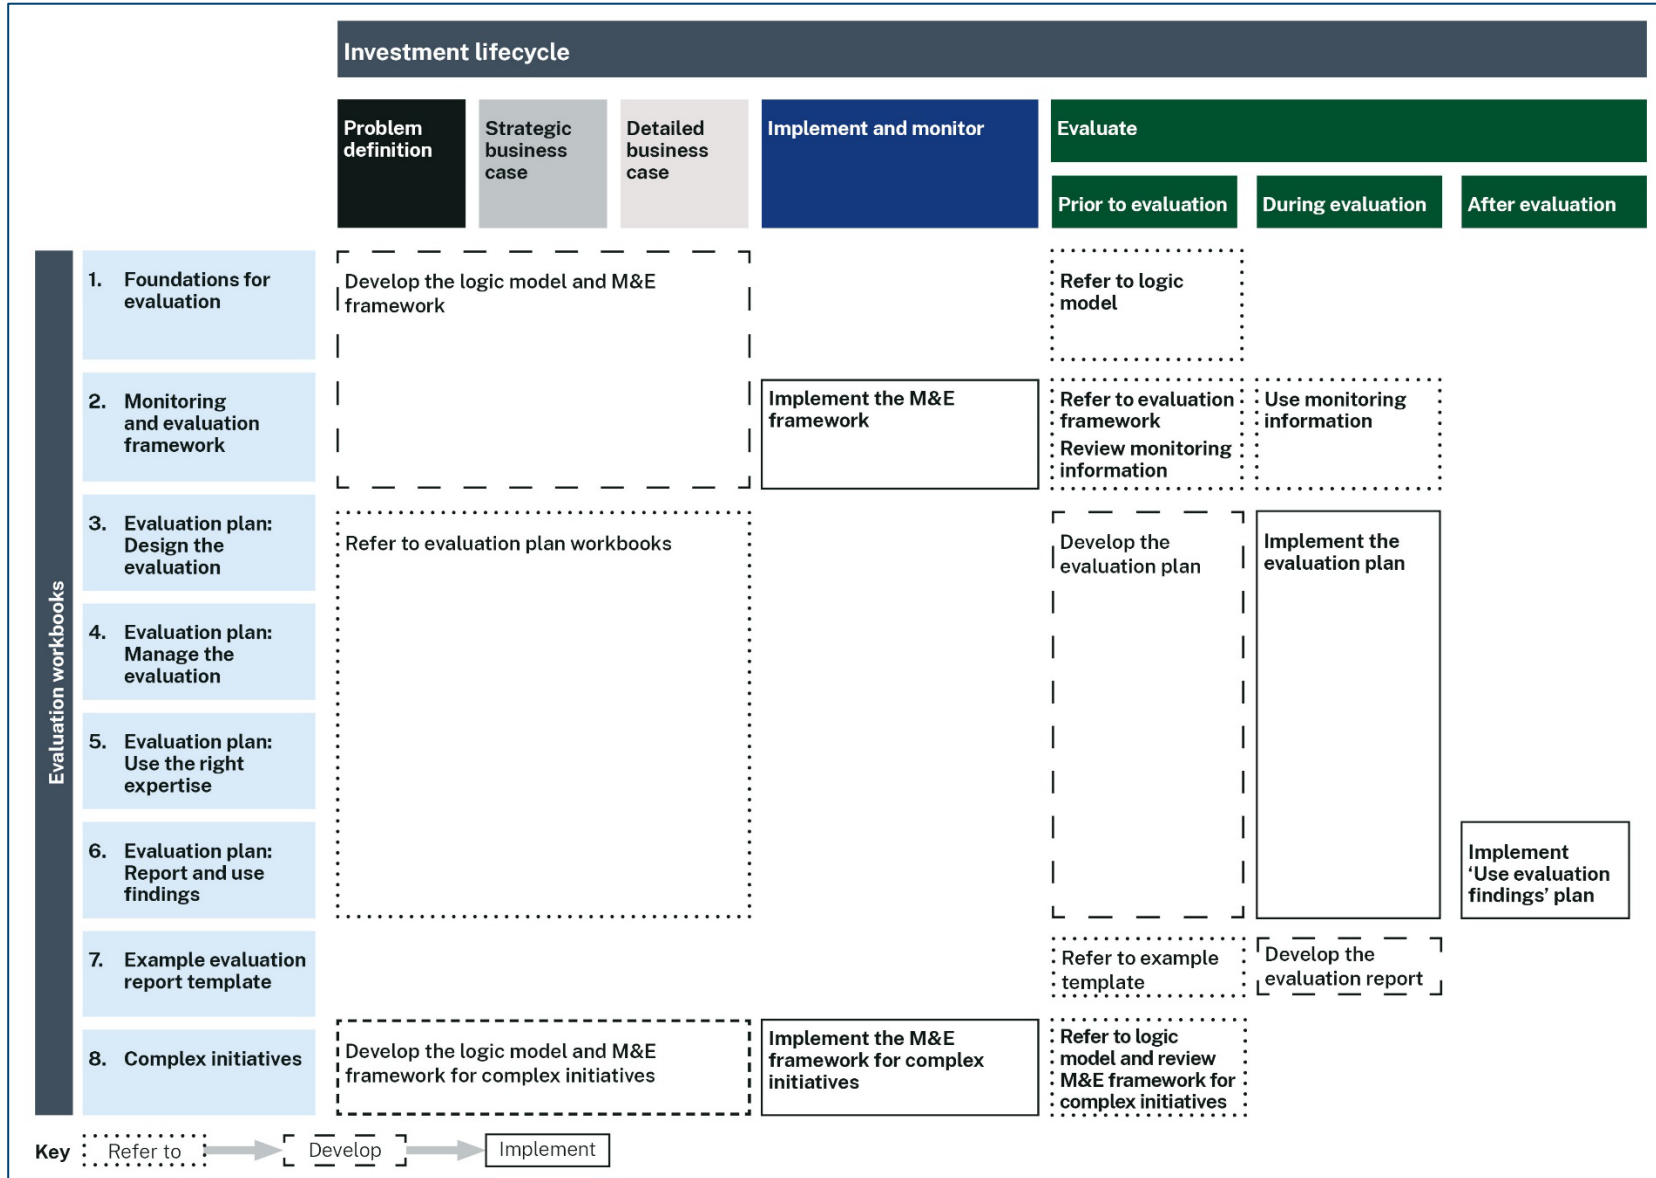 Investment lifecycle
Problem
definition
Strategic
business
case
Detailed
business
case
Implement and monitor
Evaluate
Prior to evaluation
During evaluation
After evaluation
Evaluation workbooks
1. Foundations for
evaluation
Develop the logic model and M&E
framework
Refer to logic
model
2. Monitoring
and evaluation
framework
Implement the M&E
framework
Refer to evaluation
framework
Review monitoring
information
Use monitoring
information
3. Evaluation plan:
Design the
evaluation
Refer to evaluation plan workbooks
Develop the
evaluation plan
Implement the
evaluation plan
4. Evaluation plan:
Manage the
evaluation
5. Evaluation plan:
Use the right
expertise
6. Evaluation plan:
Report and use
findings
Implement
‘Use evaluation
findings’ plan
7. Example evaluation
report template
Refer to example
template
Develop the
evaluation report
8. Complex initiatives
Develop the logic model and M&E
framework for complex initiatives
Implement the M&E
framework for complex
initiatives
Refer to logic
model and review
M&E framework for
complex initiatives
Key
Refer to
Develop
Implement